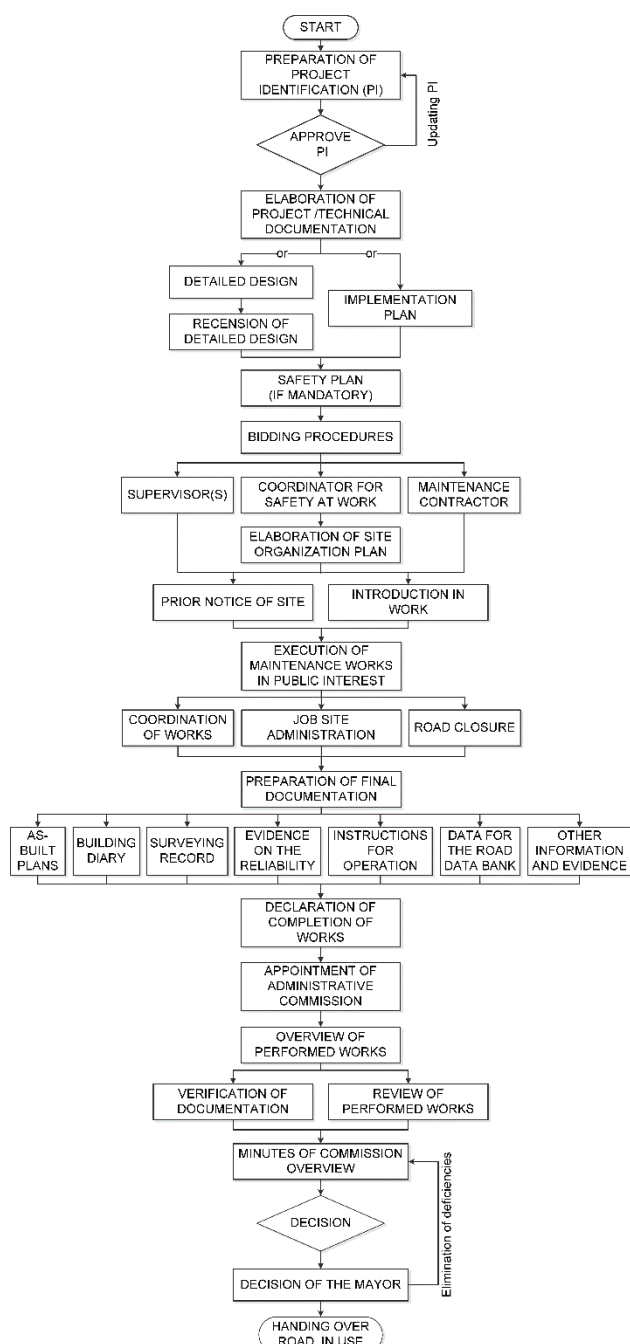 START
PREPARATION OF
PROJECT
IDENTIFICATION (PI)
Updating PI
APPROVE
PI
ELABORATION OF
PROJECT /TECHNICAL
DOCUMENTATION
or
or
DETAILED DESIGN
IMPLEMENTATION
PLAN
RECENSION OF
DETAILED DESIGN
SAFETY PLAN
(IF MANDATORY)
BIDDING PROCEDURES
SUPERVISOR(S)
COORDINATOR FOR
SAFETY AT WORK
MAINTENANCE
CONTRACTOR
ELABORATION OF SITE
ORGANIZATION PLAN
PRIOR NOTICE OF SITE
INTRODUCTION IN
WORK
EXECUTION OF
MAINTENANCE WORKS
IN PUBLIC INTEREST
COORDINATION
OF WORKS
JOB SITE
ADMINISTRATION
ROAD CLOSURE
PREPARATION OF FINAL
DOCUMENTATION
AS-
BUILT
PLANS
BUILDING
DIARY
SURVEYING
RECORD
EVIDENCE
ON THE
RELIABILITY
INSTRUCTIONS
FOR
OPERATION
DATA FOR
THE ROAD
DATA BANK
OTHER
INFORMATION
AND EVIDENCE
DECLARATION OF
COMPLETION OF
WORKS
APPOINTMENT OF
ADMINISTRATIVE
COMMISSION
OVERVIEW OF
PERFORMED WORKS
VERIFICATION OF
DOCUMENTATION
REVIEW OF
PERFORMED WORKS
MINUTES OF COMMISSION
OVERVIEW
Elimination of deficiencies
DECISION
DECISION OF THE MAYOR
HANDING OVER
ROAD IN USE